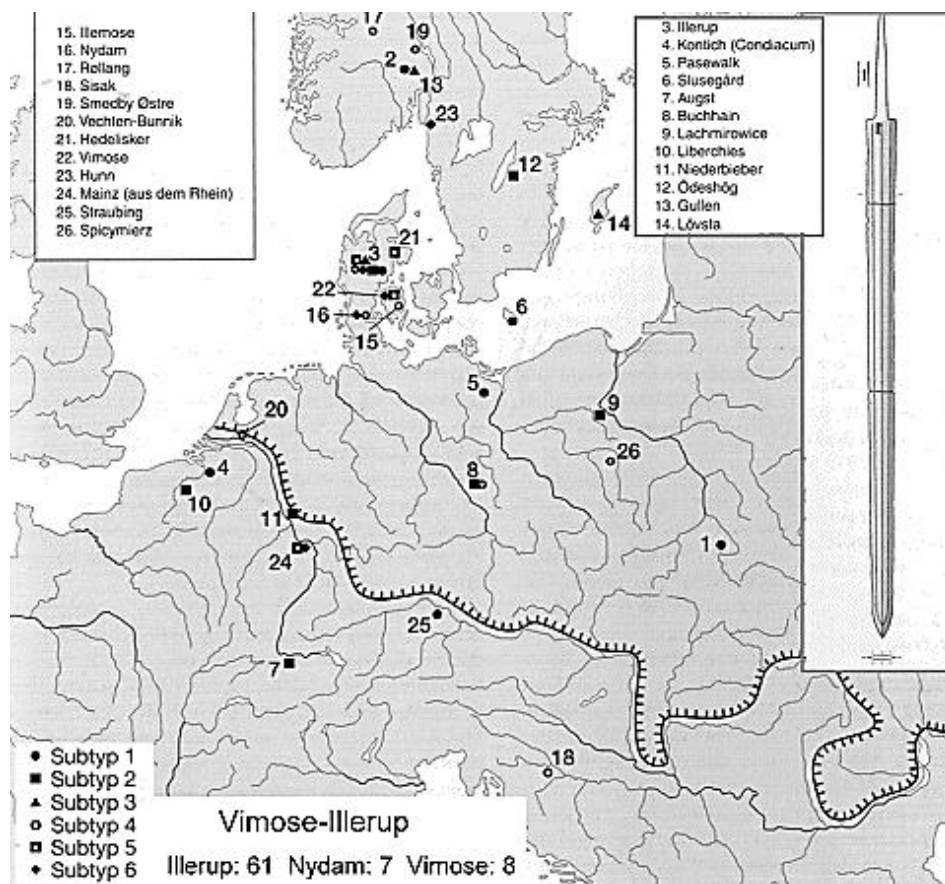 15. Illemose
16. Nydam
17. Røllang
18. Sisak
19. Smedby Østre
20. Vechten-Bunnik
21. Hedelisker
22. Vimose
23. Hunn
24. Mainz (aus dem Rhein)
25. Straubing
26. Spicymierz
3. Illerup
4. Kontich (Condiacum)
5. Pasewalk
6. Slusegård
7. Augst
8. Buchhain
9. Lachmirowice
10. Liberchies
11. Niederbieber
12. Ödeshög
13. Gullen
14. Lövsta
17
19
2
13
23
12
14
3
21
22
16
15
6
5
9
20
26
4
8
10
11
1
24
25
7
18
Subtyp 1
Subtyp 2
Subtyp 3
Subtyp 4
Subtyp 5
Subtyp 6
Vimose-Illerup
Illerup: 61 Nydam: 7 Vimose: 8